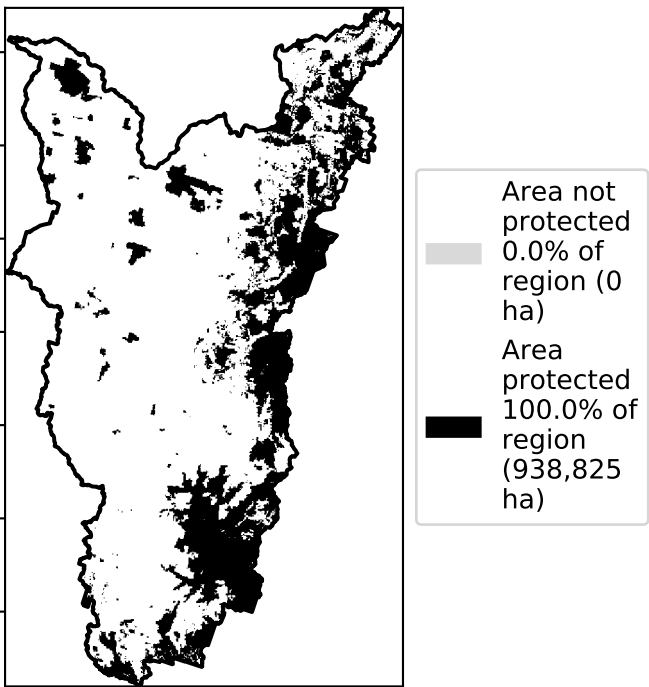 Area not
protected
0.0% of
region (0
ha)
Area
protected
100.0% of
region
(938,825
ha)